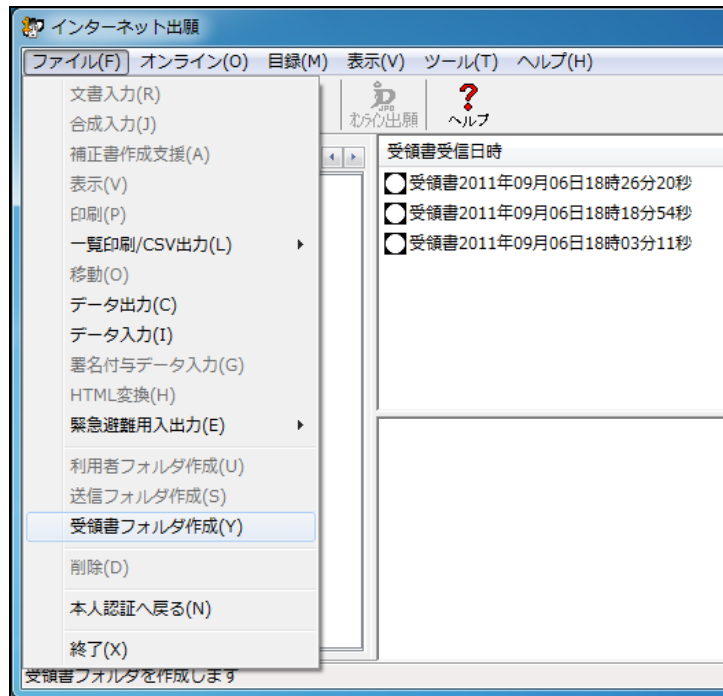 インターネット出願
ファイル(F) オンライン(O) 目録(M) 表示(V) ツール(T) ヘルプ(H)
文書入力(R)
合成入力(J)
補正書作成支援(A)
表示(V)
印刷(P)
一覧印刷/CSV出力(L)
移動(O)
データ出力(C)
データ入力(I)
署名付与データ入力(G)
HTML変換(H)
緊急避難用入出力(E)
利用者フォルダ作成(U)
送信フォルダ作成(S)
受領書フォルダ作成(Y)
削除(D)
本人認証へ戻る(N)
終了(X)
JPO
オンライン出願 ヘルプ
受領書受信日時
受領書2011年09月06日18時26分20秒
受領書2011年09月06日18時18分54秒
受領書2011年09月06日18時03分11秒
受領書フォルダを作成します